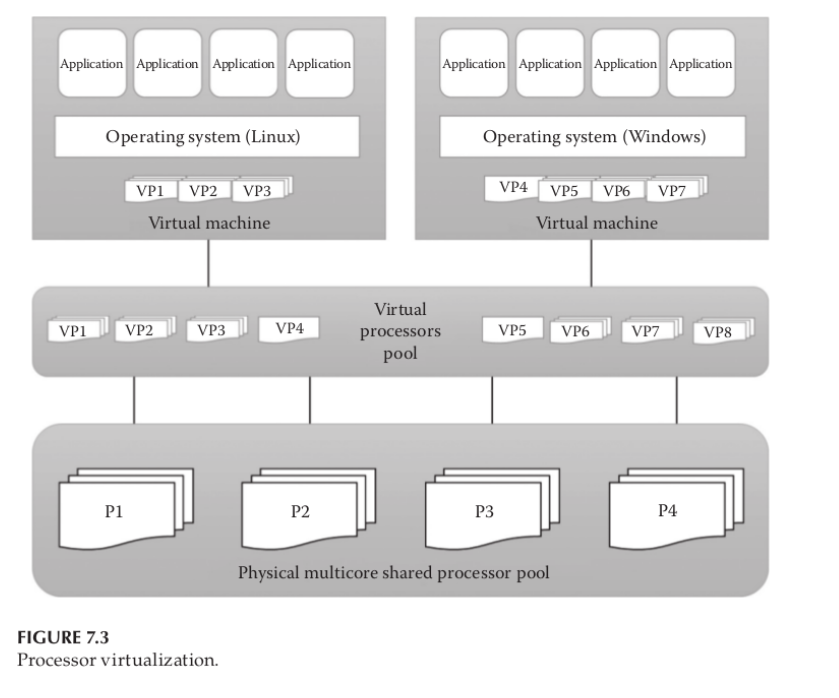 Application Application Application Application
Application Application Application Application
Operating system (Linux)
Operating system (Windows)
VP1 VP2 VP3
VP4 VP5 VP6 VP7
Virtual machine
Virtual machine
VP1 VP2 VP3 VP4
Virtual
processors
pool
VP5 VP6 VP7 VP8
P1 P2 P3 P4
Physical multicore shared processor pool
FIGURE 7.3
Processor virtualization.